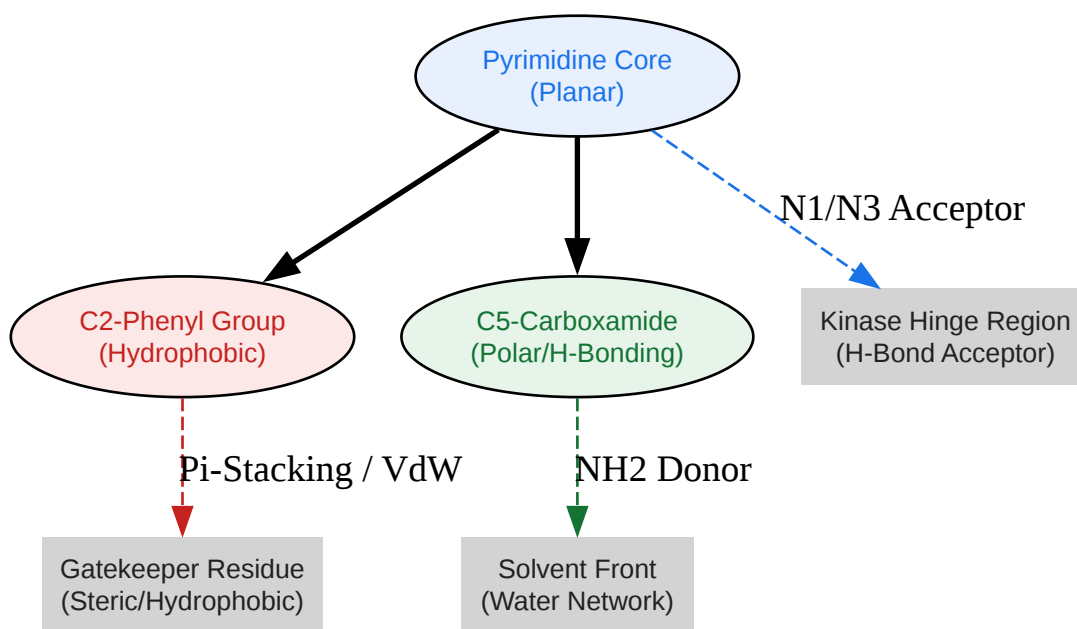 Pyrimidine Core
(Planar)
N1/N3 Acceptor
C2-Phenyl Group
(Hydrophobic)
C5-Carboxamide
(Polar/H-Bonding)
Kinase Hinge Region
(H-Bond Acceptor)
Pi-Stacking / VdW
NH2 Donor
Gatekeeper Residue
(Steric/Hydrophobic)
Solvent Front
(Water Network)